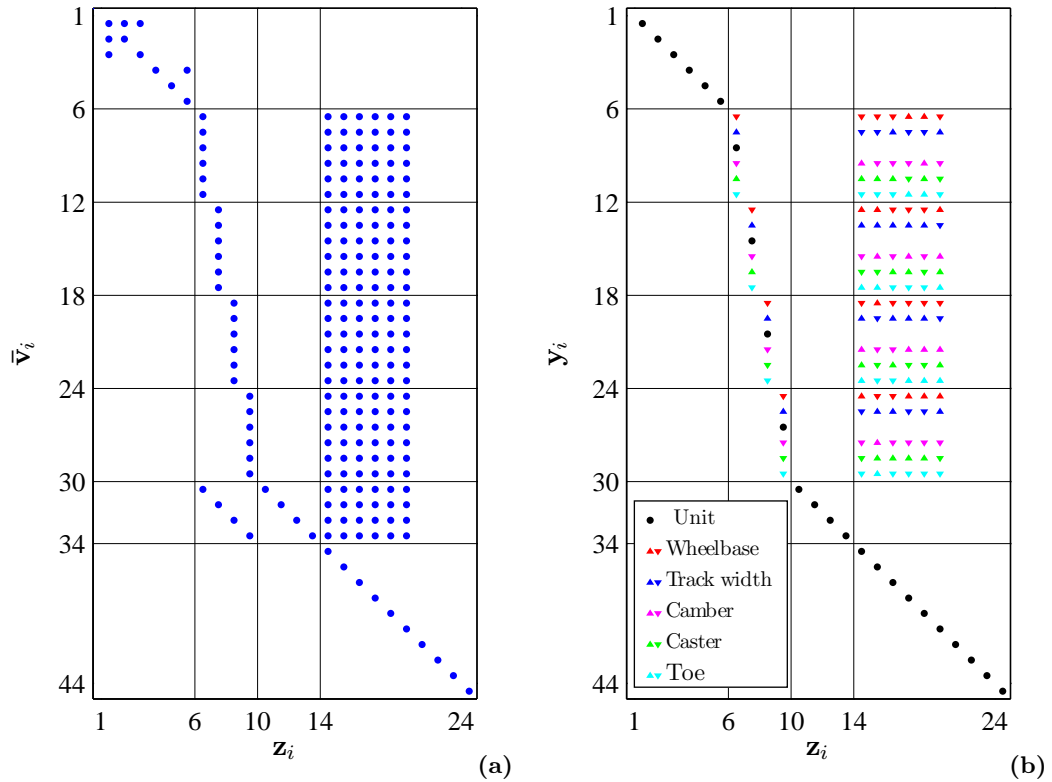 1
6
12
18
24
30
34
44
v̄ᵢ
1 6 10 14 24
zᵢ
(a)
1
6
12
18
24
30
34
44
yᵢ
Unit
Wheelbase
Track width
Camber
Caster
Toe
1 6 10 14 24
zᵢ
(b)